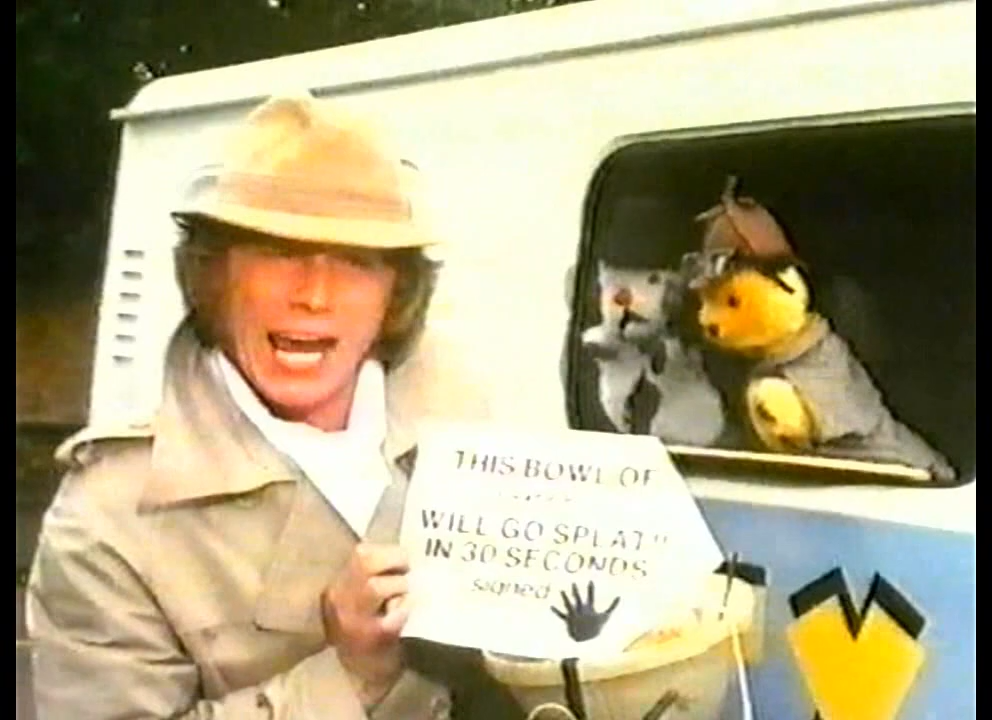 THIS BOWL OF
WILL GO SPLAT"
IN 30 SECONDS
signed